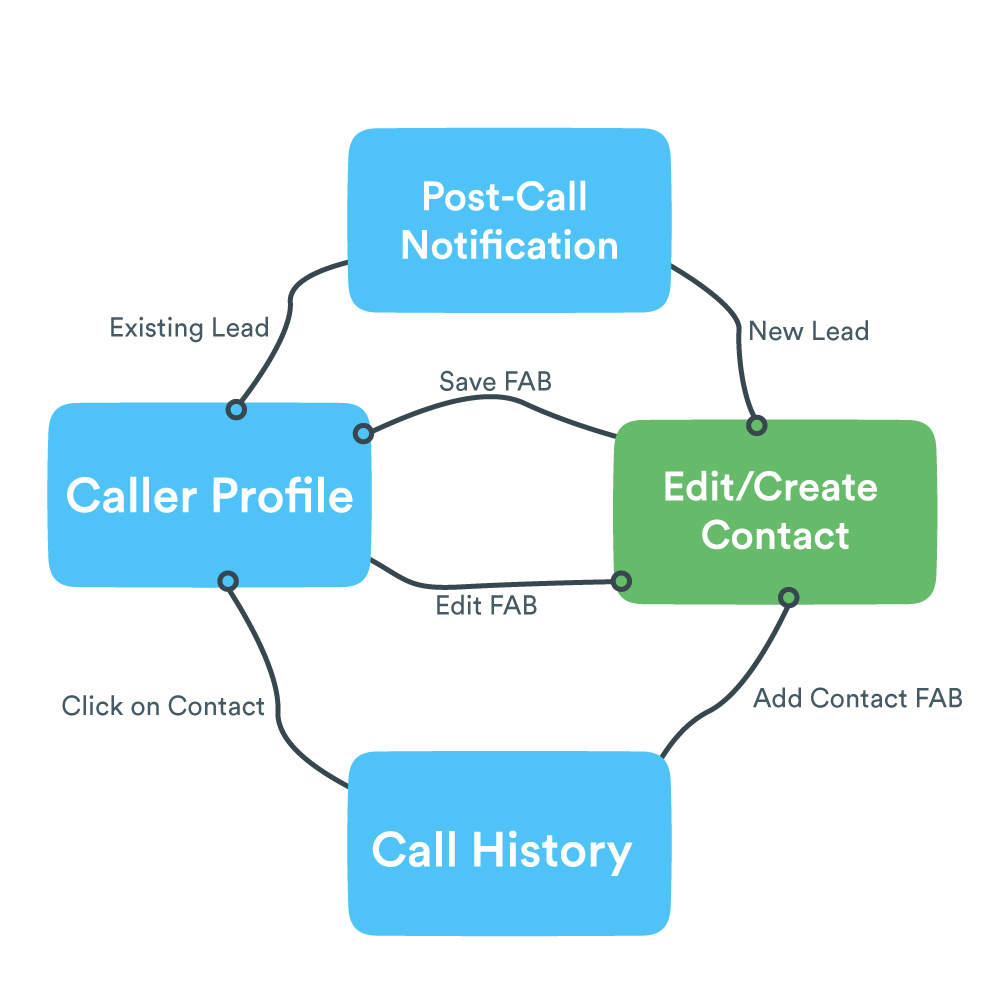 Post-Call
Notification
Existing Lead
New Lead
Save FAB
Caller Profile
Edit/Create
Contact
Edit FAB
Click on Contact
Add Contact FAB
Call History